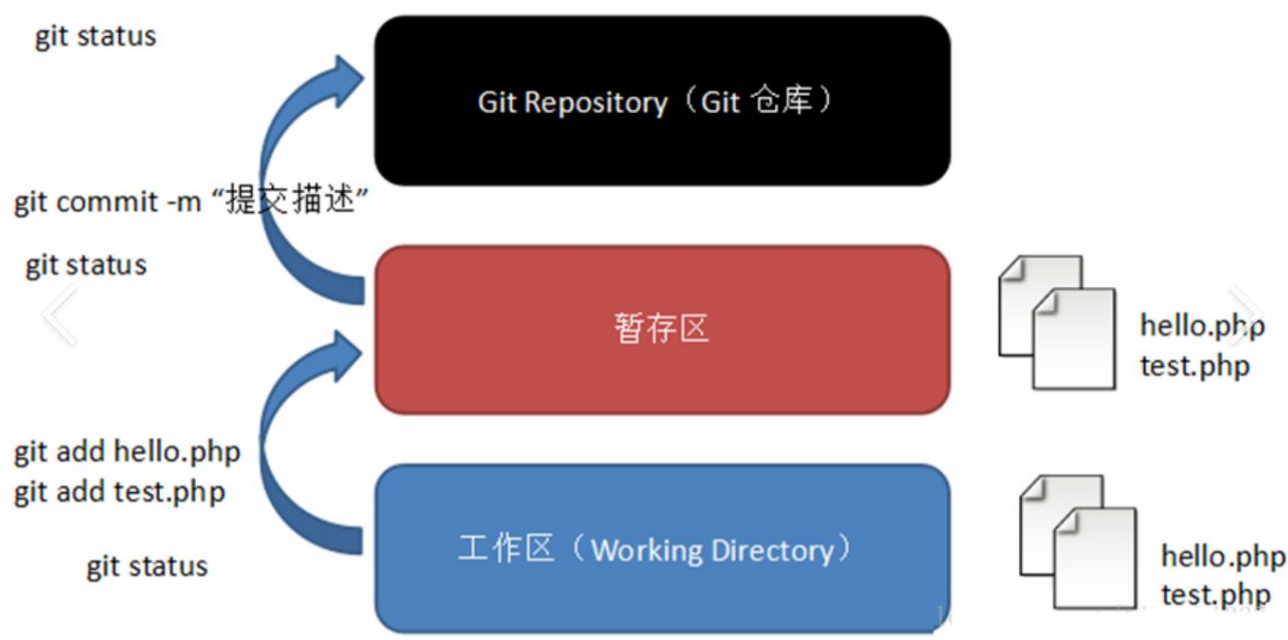 git status
Git Repository（Git 仓库）
git commit -m “提交描述”
git status
暂存区
hello.php
test.php
git add hello.php
git add test.php
工作区（Working Directory）
git status
hello.php
test.php